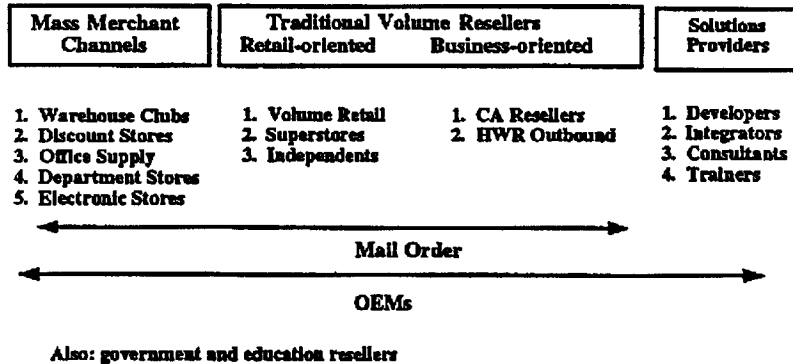 Mass Merchant
Channels
Traditional Volume Resellers
Retail-oriented Business-oriented
Solutions
Providers
1. Warehouse Clubs
2. Discount Stores
3. Office Supply
4. Department Stores
5. Electronic Stores
1. Volume Retail
2. Superstores
3. Independents
1. CA Resellers
2. HWR Outbound
1. Developers
2. Integrators
3. Consultants
4. Trainers
Mail Order
OEMs
Also: government and education resellers